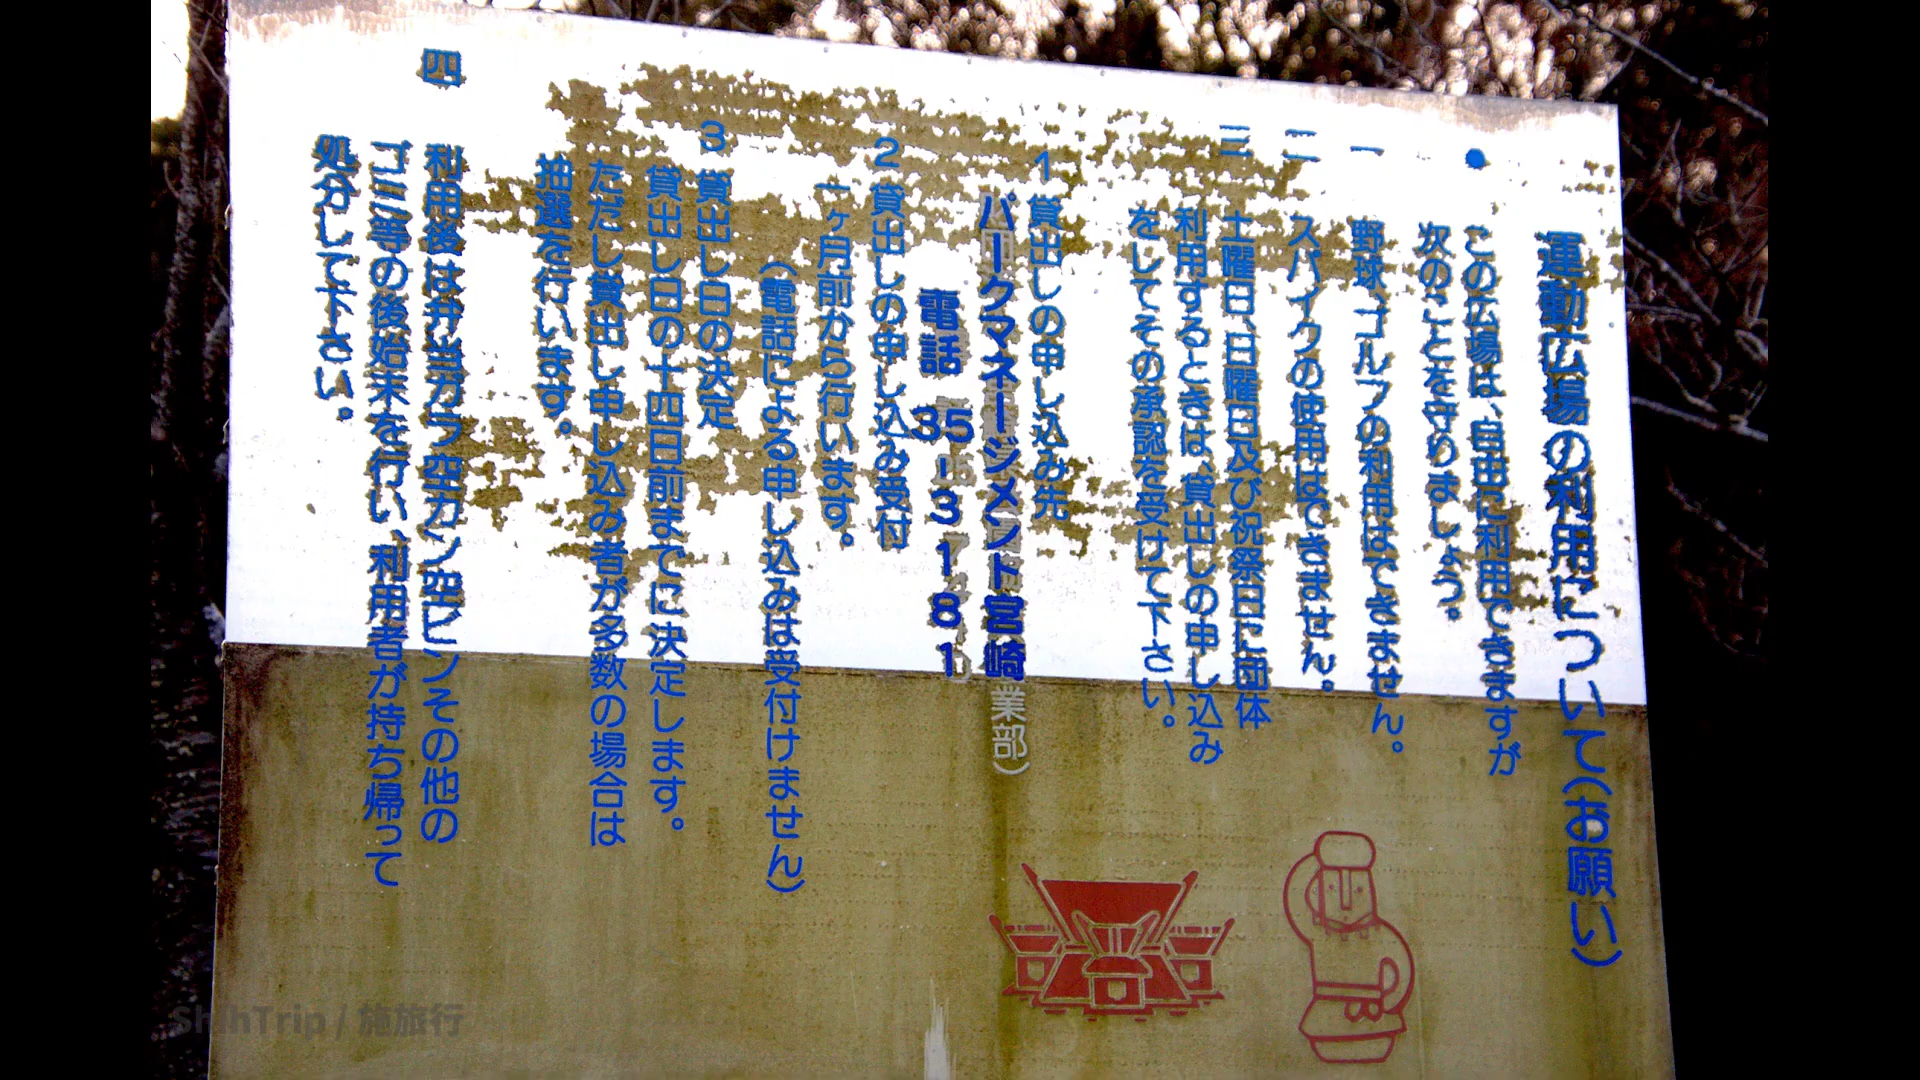 運動広場の利用について(お願い)
● この広場は、自由に利用できますが
次のことを守りましょう。
一 野球、ゴルフの利用はできません。
二 スパイクの使用はできません。
三 土曜日、日曜日及び祝祭日に団体
利用するときは、貸出しの申し込み
をしてその承認を受けて下さい。
1 貸出しの申し込み先
パークマネージメント宮崎
業部)
電話 35-3181
2 貸出しの申し込み受付
一ヶ月前から行います。
(電話による申し込みは受付けません)
3 貸出し日の決定
貸出し日の十四日前までに決定します。
ただし貸出し申し込み者が多数の場合は
抽選を行います。
四 利用後は弁当ガラ空カン空ビンその他の
ゴミ等の後始末を行い、利用者が持ち帰って
処分して下さい。
ShihTrip / 施旅行